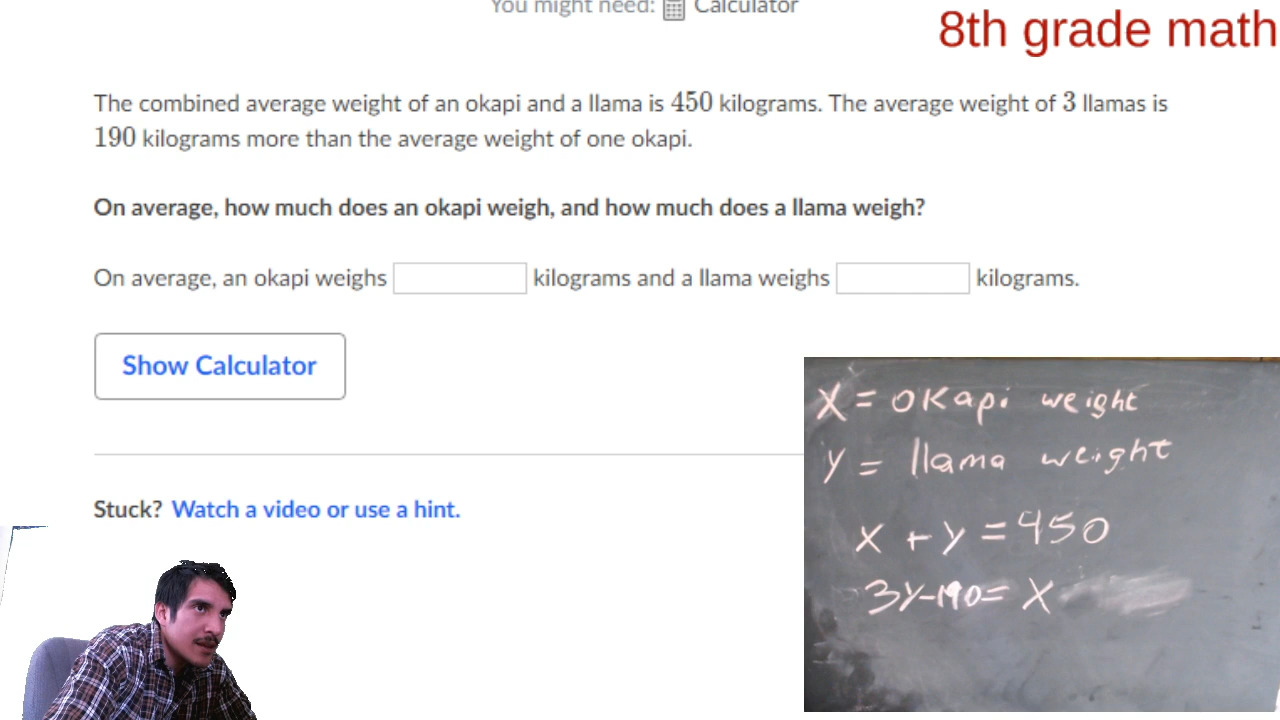 You might need: Calculator
8th grade math
The combined average weight of an okapi and a llama is 450 kilograms. The average weight of 3 llamas is
190 kilograms more than the average weight of one okapi.
On average, how much does an okapi weigh, and how much does a llama weigh?
On average, an okapi weighs kilograms and a llama weighs kilograms.
Show Calculator
Stuck? Watch a video or use a hint.
X = okapi weight
y = llama weight
x + y = 450
3y-190= X